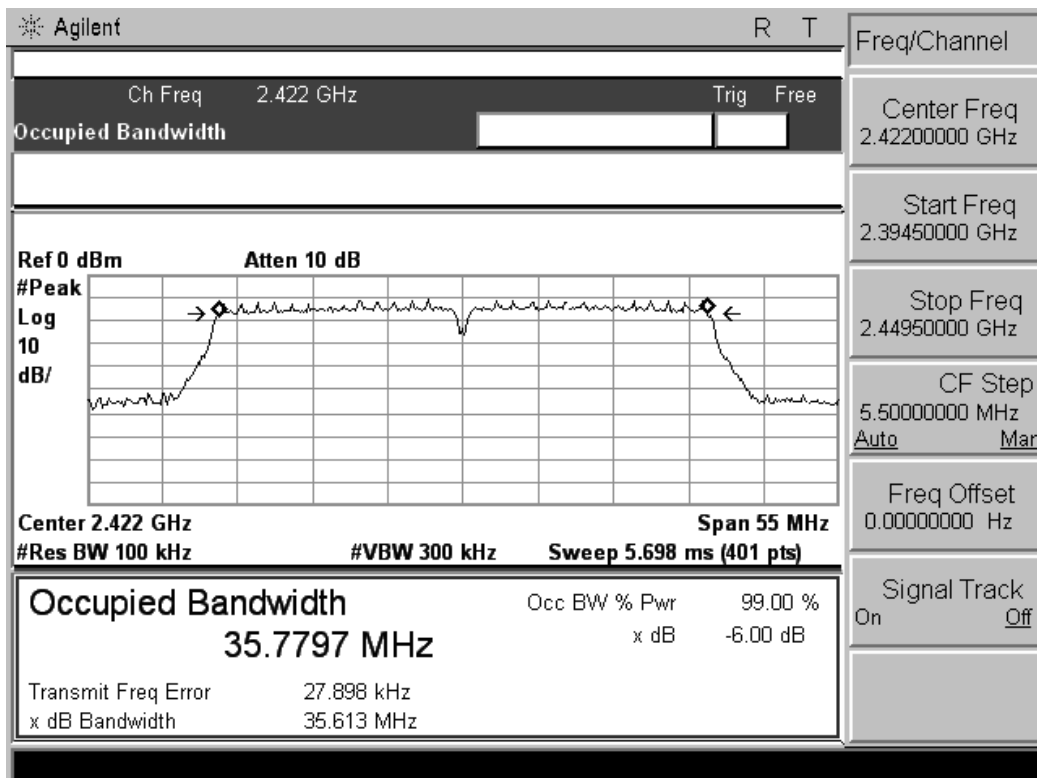 Agilent R T
Ch Freq 2.422 GHz Trig Free
Occupied Bandwidth
Ref 0 dBm Atten 10 dB
#Peak
Log
10
dB/
Center 2.422 GHz Span 55 MHz
#Res BW 100 kHz #VBW 300 kHz Sweep 5.698 ms (401 pts)
Occupied Bandwidth Occ BW % Pwr 99.00 %
35.7797 MHz x dB -6.00 dB
Transmit Freq Error 27.898 kHz
x dB Bandwidth 35.613 MHz
Freq/Channel
Center Freq
2.42200000 GHz
Start Freq
2.39450000 GHz
Stop Freq
2.44950000 GHz
CF Step
5.50000000 MHz
Auto Man
Freq Offset
0.00000000 Hz
Signal Track
On Off